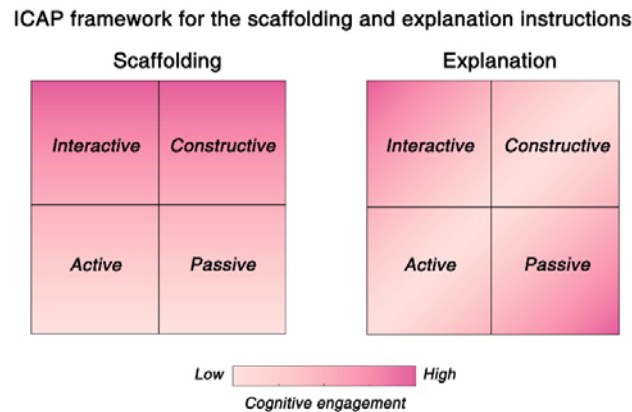 ICAP framework for the scaffolding and explanation instructions
Scaffolding
Explanation
Interactive
Constructive
Interactive
Constructive
Active
Passive
Active
Passive
Low
High
Cognitive engagement